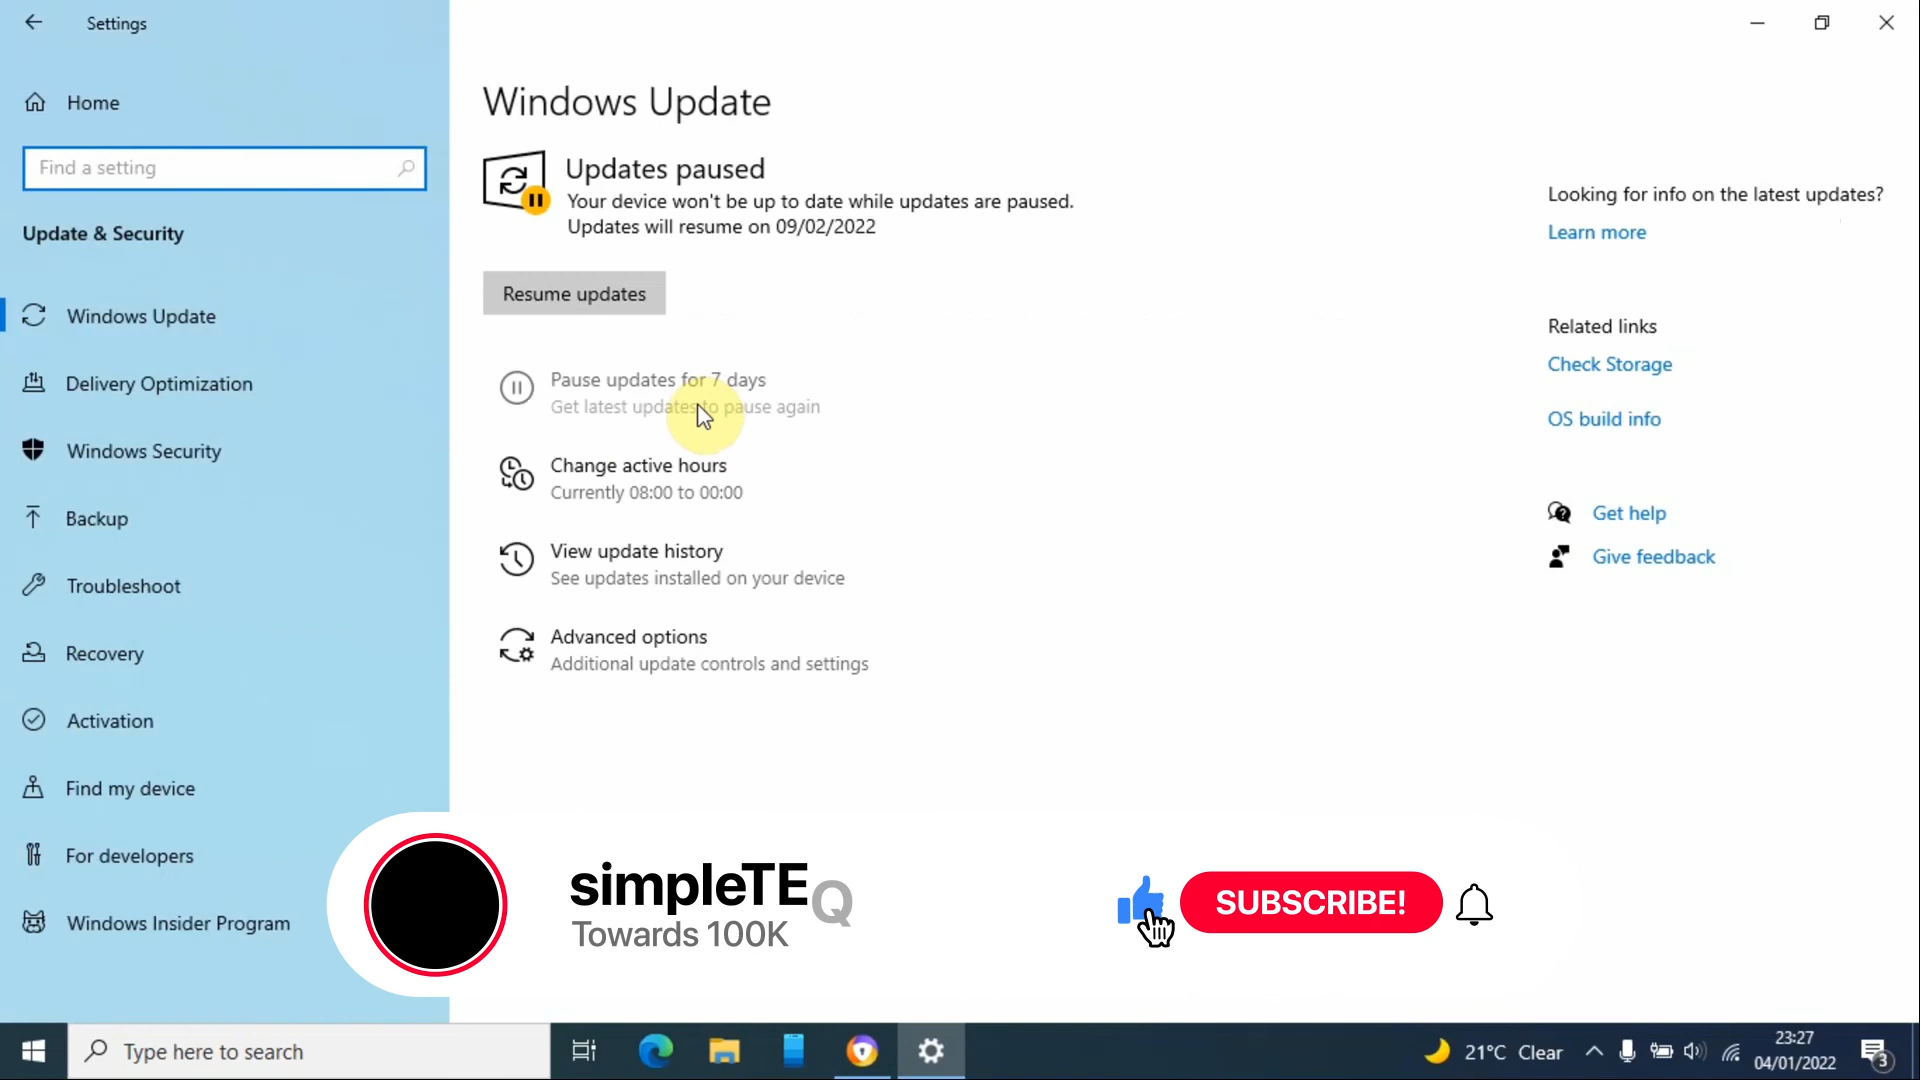 Settings
Home
Find a setting
Update & Security
Windows Update
Delivery Optimization
Windows Security
Backup
Troubleshoot
Recovery
Activation
Find my device
For developers
Windows Insider Program
Windows Update
Updates paused
Your device won't be up to date while updates are paused.
Updates will resume on 09/02/2022
Resume updates
Pause updates for 7 days
Get latest updates to pause again
Change active hours
Currently 08:00 to 00:00
View update history
See updates installed on your device
Advanced options
Additional update controls and settings
Looking for info on the latest updates?
Learn more
Related links
Check Storage
OS build info
Get help
Give feedback
simpleTEQ
Towards 100K
SUBSCRIBE!
Type here to search
21°C Clear
23:27
04/01/2022
3